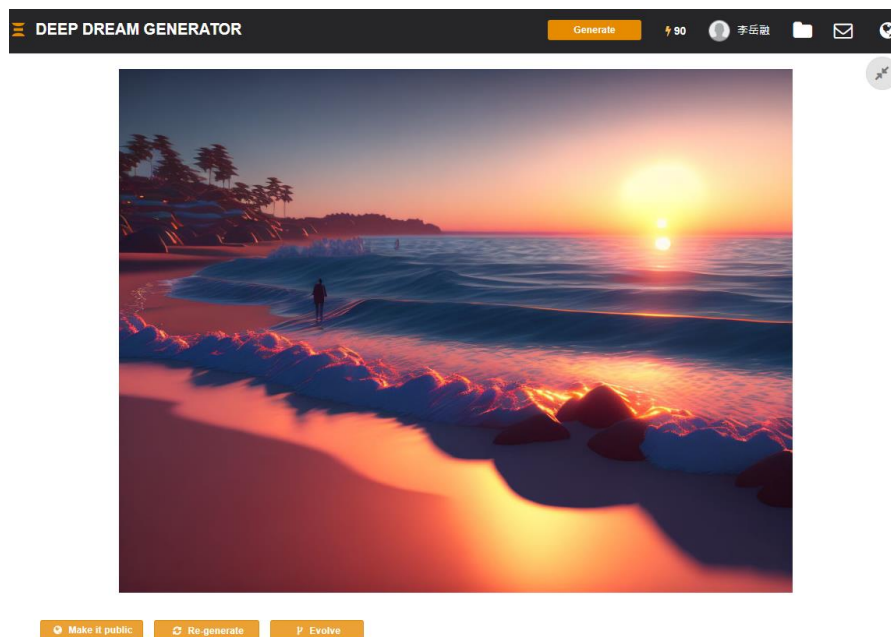 DEEP DREAM GENERATOR
Generate
90
李岳融
Make it public
Re-generate
Evolve